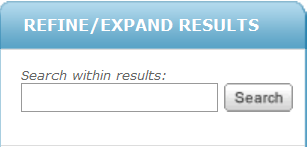 REFINE/EXPAND RESULTS
Search within results:
Search